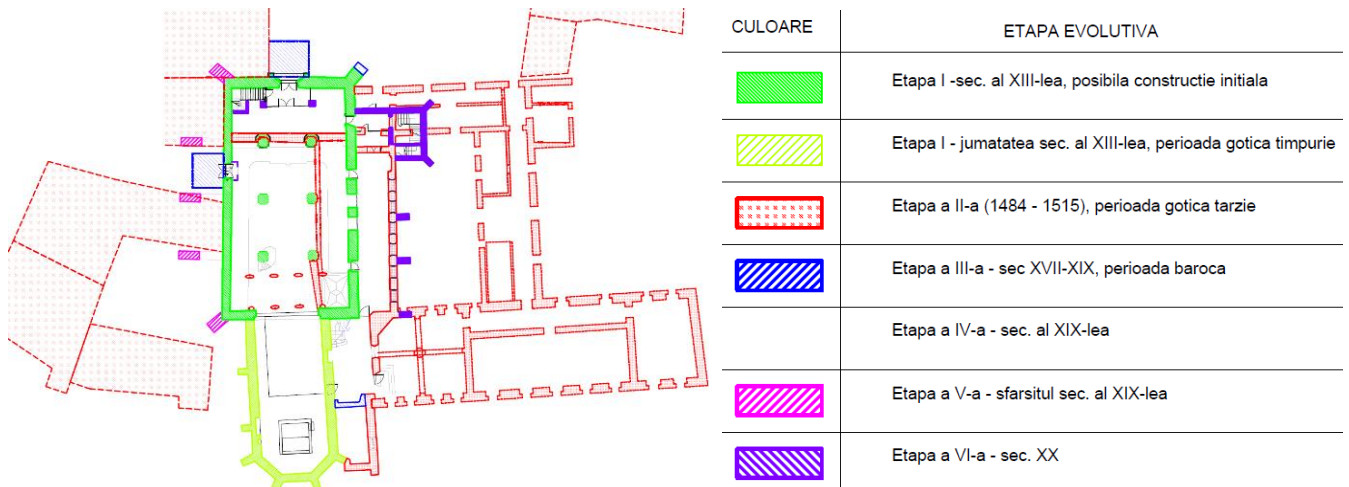 CULOARE
ETAPA EVOLUTIVA
Etapa I -sec. al XIII-lea, posibila constructie initiala
Etapa I - jumatatea sec. al XIII-lea, perioada gotica timpurie
Etapa a II-a (1484 - 1515), perioada gotica tarzie
Etapa a III-a - sec XVII-XIX, perioada baroca
Etapa a IV-a - sec. al XIX-lea
Etapa a V-a - sfarsitul sec. al XIX-lea
Etapa a VI-a - sec. XX